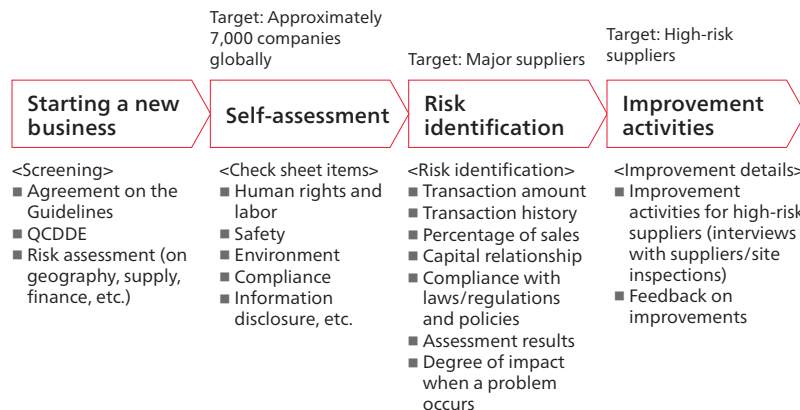 Target: Approximately
7,000 companies
globally
Target: Major suppliers
Target: High-risk
suppliers
Starting a new
business
Self-assessment
Risk
identification
Improvement
activities
<Screening>
■ Agreement on the
Guidelines
■ QCDDE
■ Risk assessment (on
geography, supply,
finance, etc.)
<Check sheet items>
■ Human rights and
labor
■ Safety
■ Environment
■ Compliance
■ Information
disclosure, etc.
<Risk identification>
■ Transaction amount
■ Transaction history
■ Percentage of sales
■ Capital relationship
■ Compliance with
laws/regulations
and policies
■ Assessment results
■ Degree of impact
when a problem
occurs
<Improvement details>
■ Improvement
activities for high-risk
suppliers (interviews
with suppliers/site
inspections)
■ Feedback on
improvements